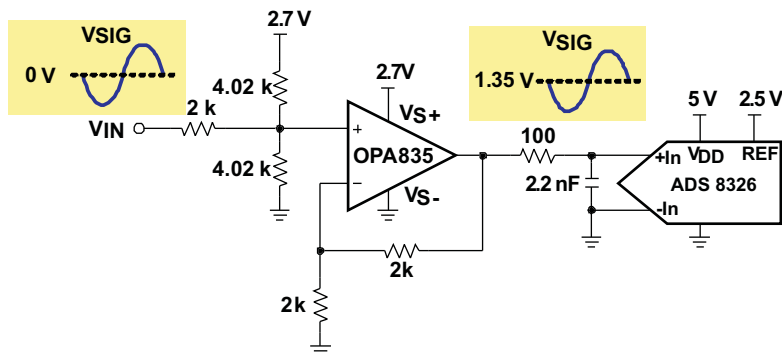 VSIG
0 V
2.7 V
4.02 k
2 k
VIN
4.02 k
2.7V
VS+
+
OPA835
−
VS-
2k
2k
VSIG
1.35 V
100
2.2 nF
5 V
2.5 V
+In
VDD
REF
ADS 8326
-In